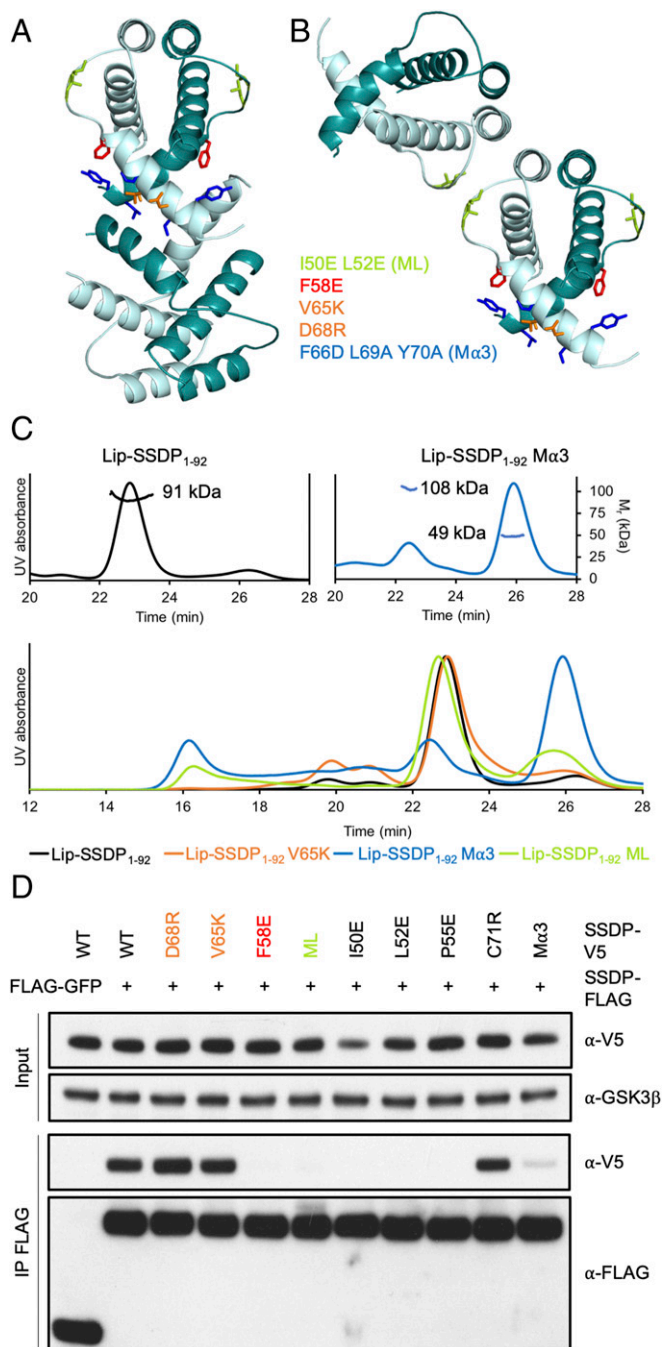 A
B
I50E L52E (ML)
F58E
V65K
D68R
F66D L69A Y70A (Mα3)
C
Lip-SSDP₁₋₉₂
Lip-SSDP₁₋₉₂ Mα3
UV absorbance
91 kDa
20 22 24 26 28
Time (min)
108 kDa
49 kDa
100
50
0
Mᵣ (kDa)
20 22 24 26 28
Time (min)
UV absorbance
12 14 16 18 20 22 24 26 28
Time (min)
Lip-SSDP₁₋₉₂ Lip-SSDP₁₋₉₂ V65K Lip-SSDP₁₋₉₂ Mα3 Lip-SSDP₁₋₉₂ ML
D
WT WT D68R V65K F58E ML I50E L52E P55E C71R Mα3 SSDP-V5
FLAG-GFP + + + + + + + + + + SSDP-FLAG
Input
α-V5
α-GSK3β
IP FLAG
α-V5
α-FLAG